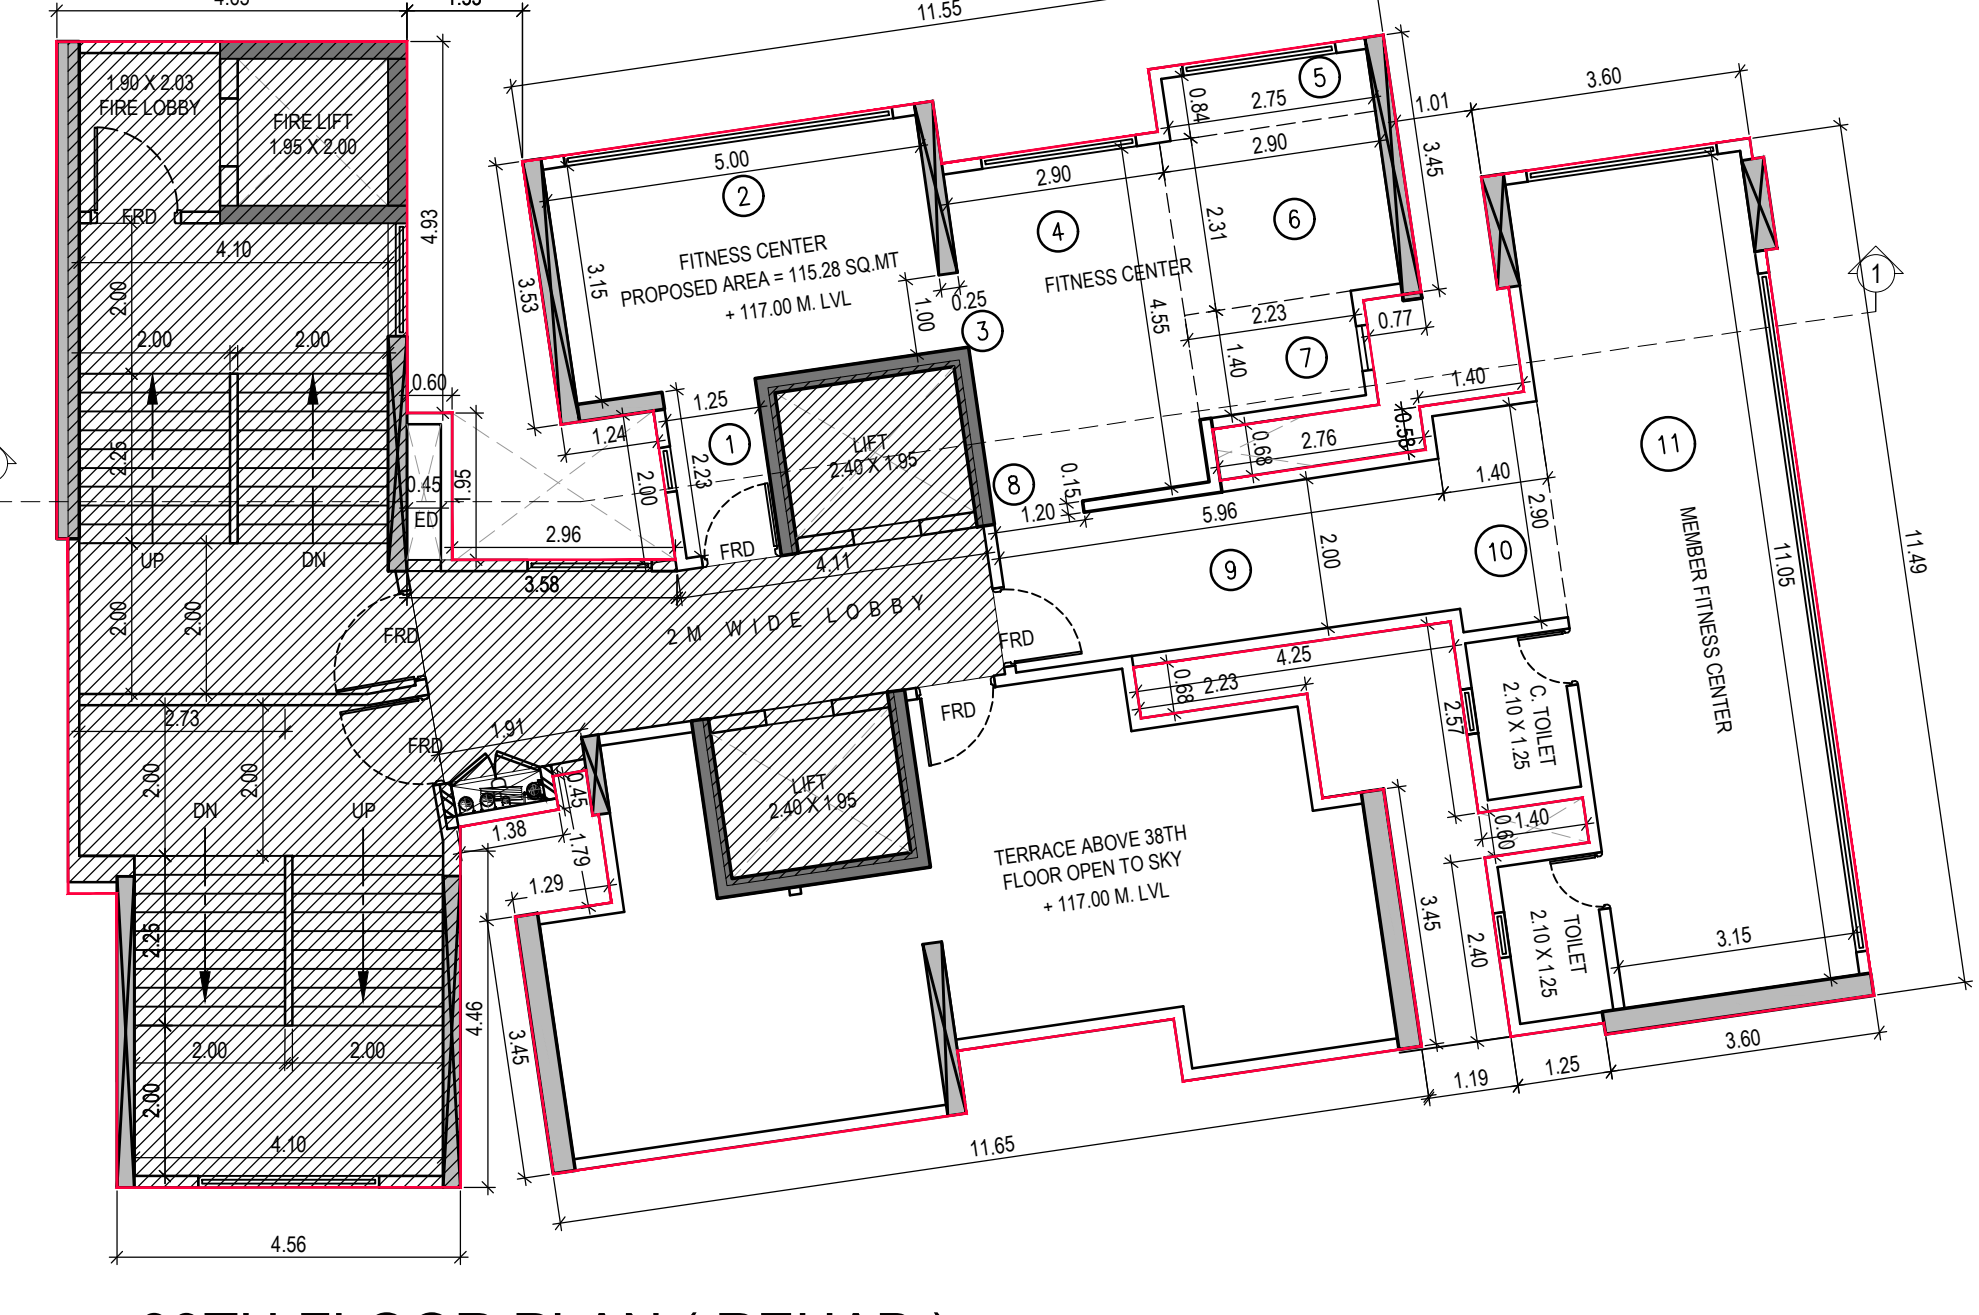 11.55
1.90 X 2.03
FIRE LOBBY
FIRE LIFT
1.95 X 2.00
FRD
4.10
2.00
2.00
2.00
2.25
UP
DN
4.93
0.60
0.45
ED
1.95
2.96
3.58
5.00
2
FITNESS CENTER
PROPOSED AREA = 115.28 SQ.MT
+ 117.00 M. LVL
3.53
3.15
1.24
1.25
1
2.23
2.00
FRD
LIFT
2.40 X 1.95
4.11
1.00
0.25
3
2.90
4
FITNESS CENTER
4.55
0.84
2.75
5
2.90
6
2.31
3.45
1.01
3.60
2.23
0.77
7
1.40
1.40
0.58
2.76
0.68
8
0.15
1.20
5.96
1.40
2.90
9
2.00
10
11
MEMBER FITNESS CENTER
11.05
11.49
1
2.00
2.00
FRD
2 M WIDE LOBBY
FRD
2.73
FRD
1.91
0.45
1.38
1.79
1.29
2.00
2.00
DN
UP
2.25
2.00
2.00
2.00
4.10
4.46
4.56
FRD
LIFT
2.40 X 1.95
4.25
2.23
0.68
2.57
C. TOILET
2.10 X 1.25
1.40
0.60
TOILET
2.10 X 1.25
2.40
3.15
TERRACE ABOVE 38TH
FLOOR OPEN TO SKY
+ 117.00 M. LVL
3.45
3.45
11.65
1.19
1.25
3.60